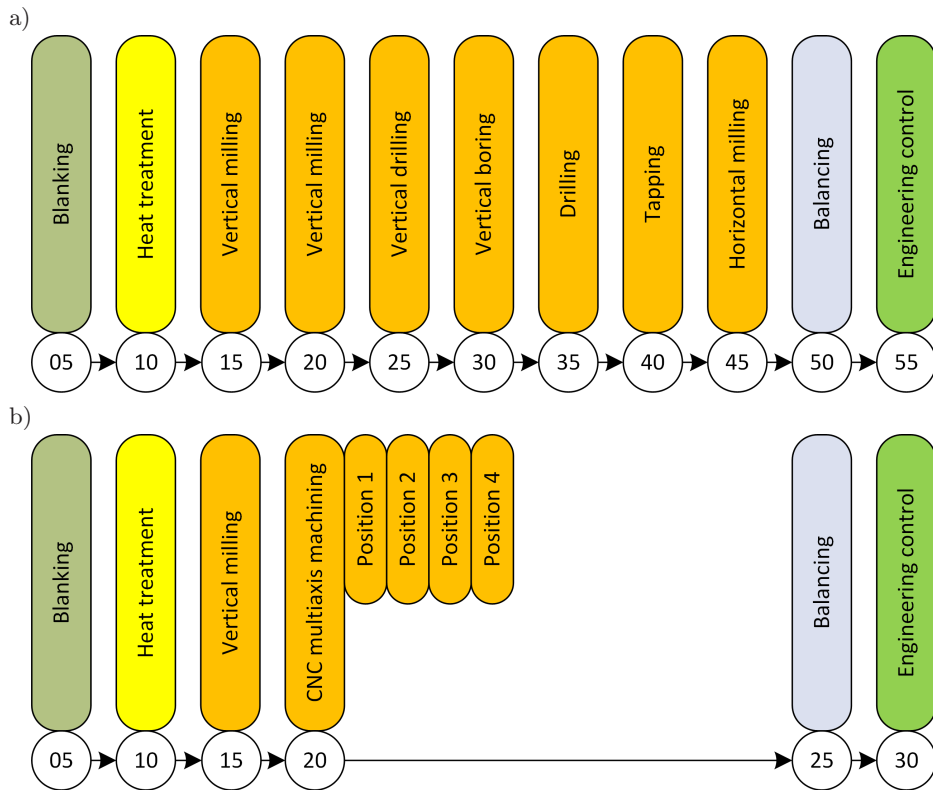 a)
Blanking
Heat treatment
Vertical milling
Vertical milling
Vertical drilling
Vertical boring
Drilling
Tapping
Horizontal milling
Balancing
Engineering control
05
10
15
20
25
30
35
40
45
50
55
b)
Blanking
Heat treatment
Vertical milling
CNC multiaxis machining
Position 1
Position 2
Position 3
Position 4
Balancing
Engineering control
05
10
15
20
25
30